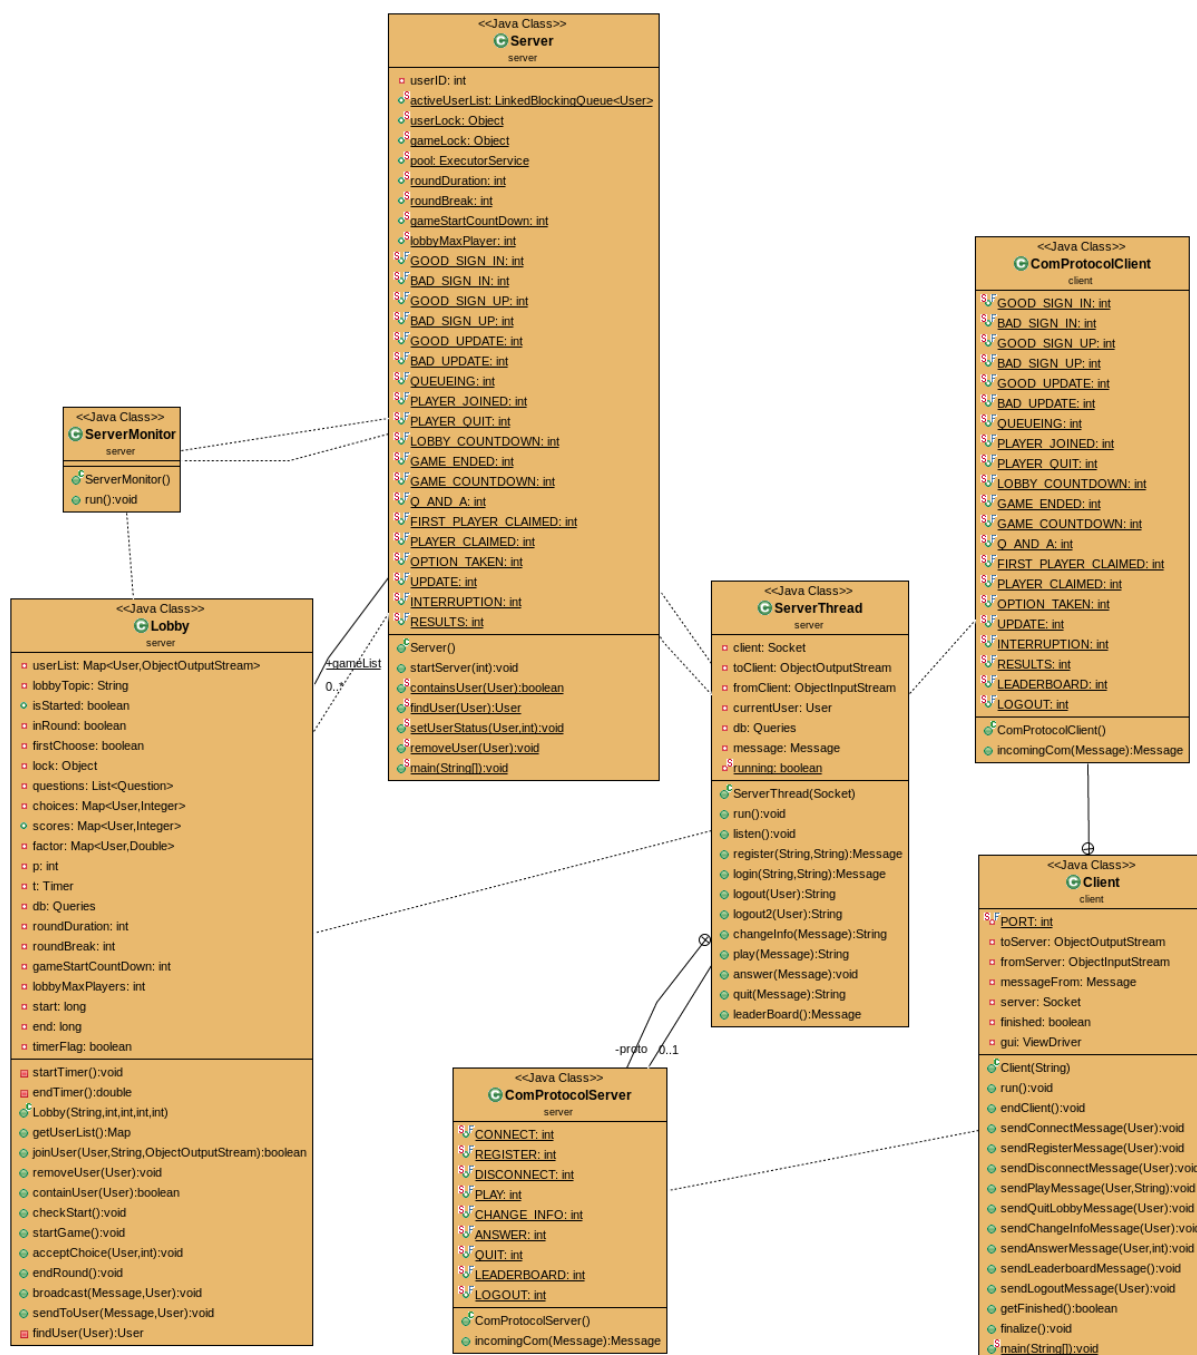 <<Java Class>>
Server
server
userID: int
activeUserList: LinkedBlockingQueue<User>
userLock: Object
gameLock: Object
pool: ExecutorService
roundDuration: int
roundBreak: int
gameStartCountDown: int
lobbyMaxPlayer: int
GOOD_SIGN_IN: int
BAD_SIGN_IN: int
GOOD_SIGN_UP: int
BAD_SIGN_UP: int
GOOD_UPDATE: int
BAD_UPDATE: int
QUEUEING: int
PLAYER_JOINED: int
PLAYER_QUIT: int
LOBBY_COUNTDOWN: int
GAME_ENDED: int
GAME_COUNTDOWN: int
Q_AND_A: int
FIRST_PLAYER_CLAIMED: int
PLAYER_CLAIMED: int
OPTION_TAKEN: int
UPDATE: int
INTERRUPTION: int
RESULTS: int
Server()
startServer(int):void
containsUser(User):boolean
findUser(User):User
setUserStatus(User,int):void
removeUser(User):void
main(String[]):void
<<Java Class>>
ComProtocolClient
client
GOOD_SIGN_IN: int
BAD_SIGN_IN: int
GOOD_SIGN_UP: int
BAD_SIGN_UP: int
GOOD_UPDATE: int
BAD_UPDATE: int
QUEUEING: int
PLAYER_JOINED: int
PLAYER_QUIT: int
LOBBY_COUNTDOWN: int
GAME_ENDED: int
GAME_COUNTDOWN: int
Q_AND_A: int
FIRST_PLAYER_CLAIMED: int
PLAYER_CLAIMED: int
OPTION_TAKEN: int
UPDATE: int
INTERRUPTION: int
RESULTS: int
LEADERBOARD: int
LOGOUT: int
ComProtocolClient()
incomingCom(Message):Message
<<Java Class>>
ServerMonitor
server
ServerMonitor()
run():void
<<Java Class>>
Lobby
server
userList: Map<User,ObjectOutputStream>
lobbyTopic: String
isStarted: boolean
inRound: boolean
firstChoose: boolean
lock: Object
questions: List<Question>
choices: Map<User,Integer>
scores: Map<User,Integer>
factor: Map<User,Double>
p: int
t: Timer
db: Queries
roundDuration: int
roundBreak: int
gameStartCountDown: int
lobbyMaxPlayers: int
start: long
end: long
timerFlag: boolean
startTimer():void
endTimer():double
Lobby(String,int,int,int,int)
getUserList():Map
joinUser(User,String,ObjectOutputStream):boolean
removeUser(User):void
containUser(User):boolean
checkStart():void
startGame():void
acceptChoice(User,int):void
endRound():void
broadcast(Message,User):void
sendToUser(Message,User):void
findUser(User):User
+gameList
0..*
<<Java Class>>
ServerThread
server
client: Socket
toClient: ObjectOutputStream
fromClient: ObjectInputStream
currentUser: User
db: Queries
message: Message
running: boolean
ServerThread(Socket)
run():void
listen():void
register(String,String):Message
login(String,String):Message
logout(User):String
logout2(User):String
changeInfo(Message):String
play(Message):String
answer(Message):void
quit(Message):String
leaderBoard():Message
-proto
0..1
<<Java Class>>
ComProtocolServer
server
CONNECT: int
REGISTER: int
DISCONNECT: int
PLAY: int
CHANGE_INFO: int
ANSWER: int
QUIT: int
LEADERBOARD: int
LOGOUT: int
ComProtocolServer()
incomingCom(Message):Message
<<Java Class>>
Client
client
PORT: int
toServer: ObjectOutputStream
fromServer: ObjectInputStream
messageFrom: Message
server: Socket
finished: boolean
gui: ViewDriver
Client(String)
run():void
endClient():void
sendConnectMessage(User):void
sendRegisterMessage(User):void
sendDisconnectMessage(User):void
sendPlayMessage(User,String):void
sendQuitLobbyMessage(User):void
sendChangeInfoMessage(User):void
sendAnswerMessage(User,int):void
sendLeaderboardMessage():void
sendLogoutMessage(User):void
getFinished():boolean
finalize():void
main(String[]):void